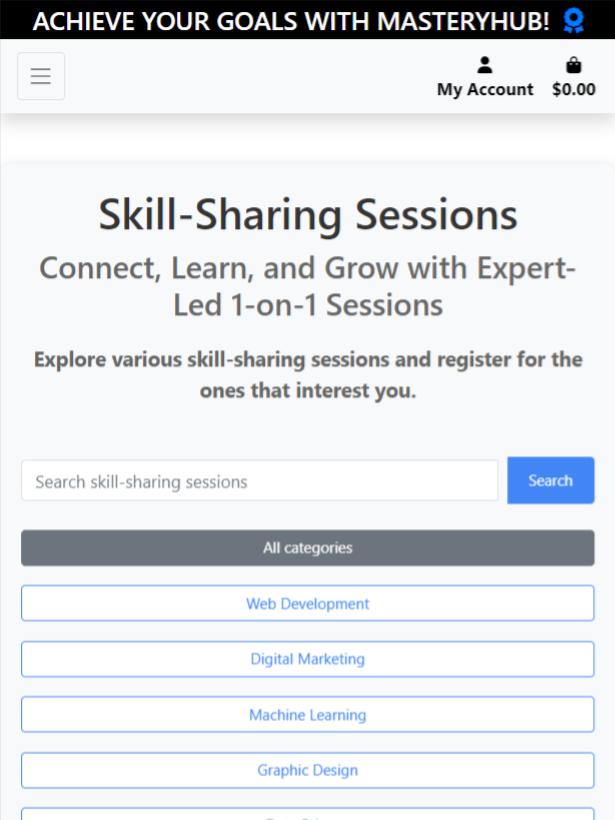 ACHIEVE YOUR GOALS WITH MASTERYHUB!
My Account
$0.00
Skill-Sharing Sessions
Connect, Learn, and Grow with Expert-
Led 1-on-1 Sessions
Explore various skill-sharing sessions and register for the
ones that interest you.
Search skill-sharing sessions
Search
All categories
Web Development
Digital Marketing
Machine Learning
Graphic Design